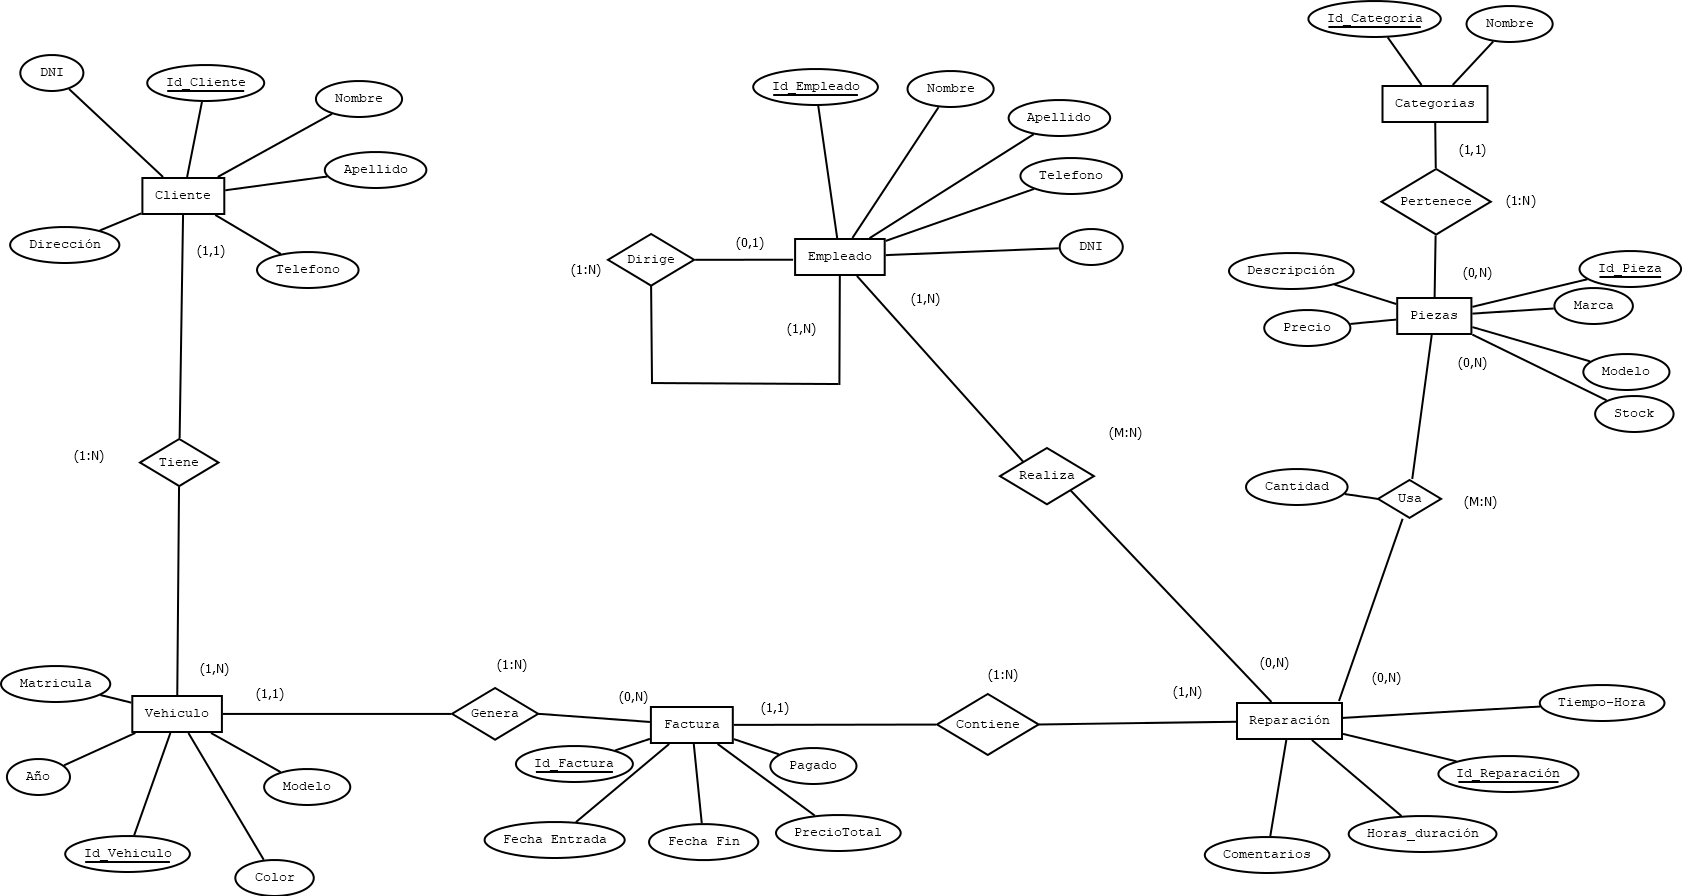 Id_Categoria
Nombre
Categorias
(1,1)
Pertenece
(1:N)
(0,N)
Descripción
Id_Pieza
Marca
Precio
Piezas
(0,N)
Modelo
Stock
Cantidad
Usa
(M:N)
(0,N)
DNI
Id_Cliente
Nombre
Apellido
Cliente
Dirección
(1,1)
Telefono
(1:N)
Tiene
(1,N)
Id_Empleado
Nombre
Apellido
Telefono
DNI
Empleado
(0,1)
Dirige
(1:N)
(1,N)
(1,N)
(M:N)
Realiza
(0,N)
Matricula
Vehiculo
(1,1)
Año
Modelo
Id_Vehiculo
Color
(1:N)
Genera
(0,N)
Factura
(1,1)
Id_Factura
Pagado
Fecha Entrada
Fecha Fin
PrecioTotal
(1:N)
Contiene
(1,N)
Reparación
Tiempo-Hora
Id_Reparación
Horas_duración
Comentarios